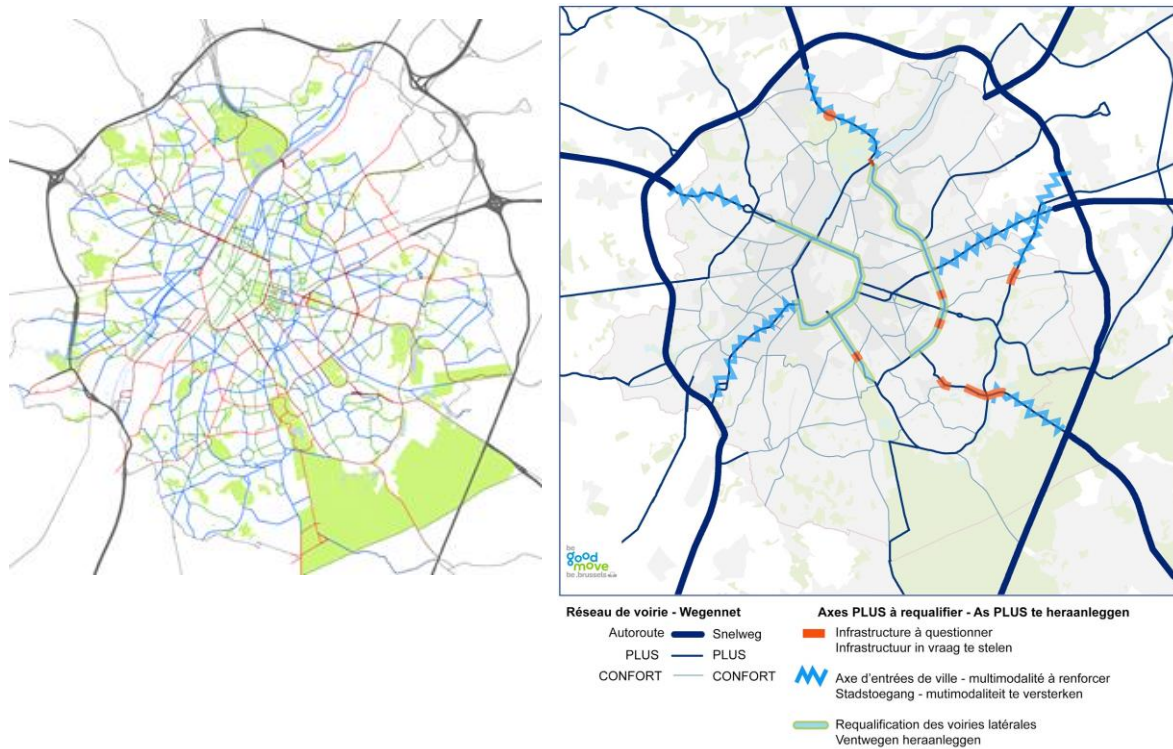 be
good
move
be .brussels
Réseau de voirie - Wegennet
Autoroute Snelweg
PLUS PLUS
CONFORT CONFORT
Axes PLUS à requalifier - As PLUS te heraanleggen
Infrastructure à questionner
Infrastructuur in vraag te stelen
Axe d'entrées de ville - multimodalité à renforcer
Stadstoegang - mutimodaliteit te versterken
Requalification des voiries latérales
Ventwegen heraanleggen